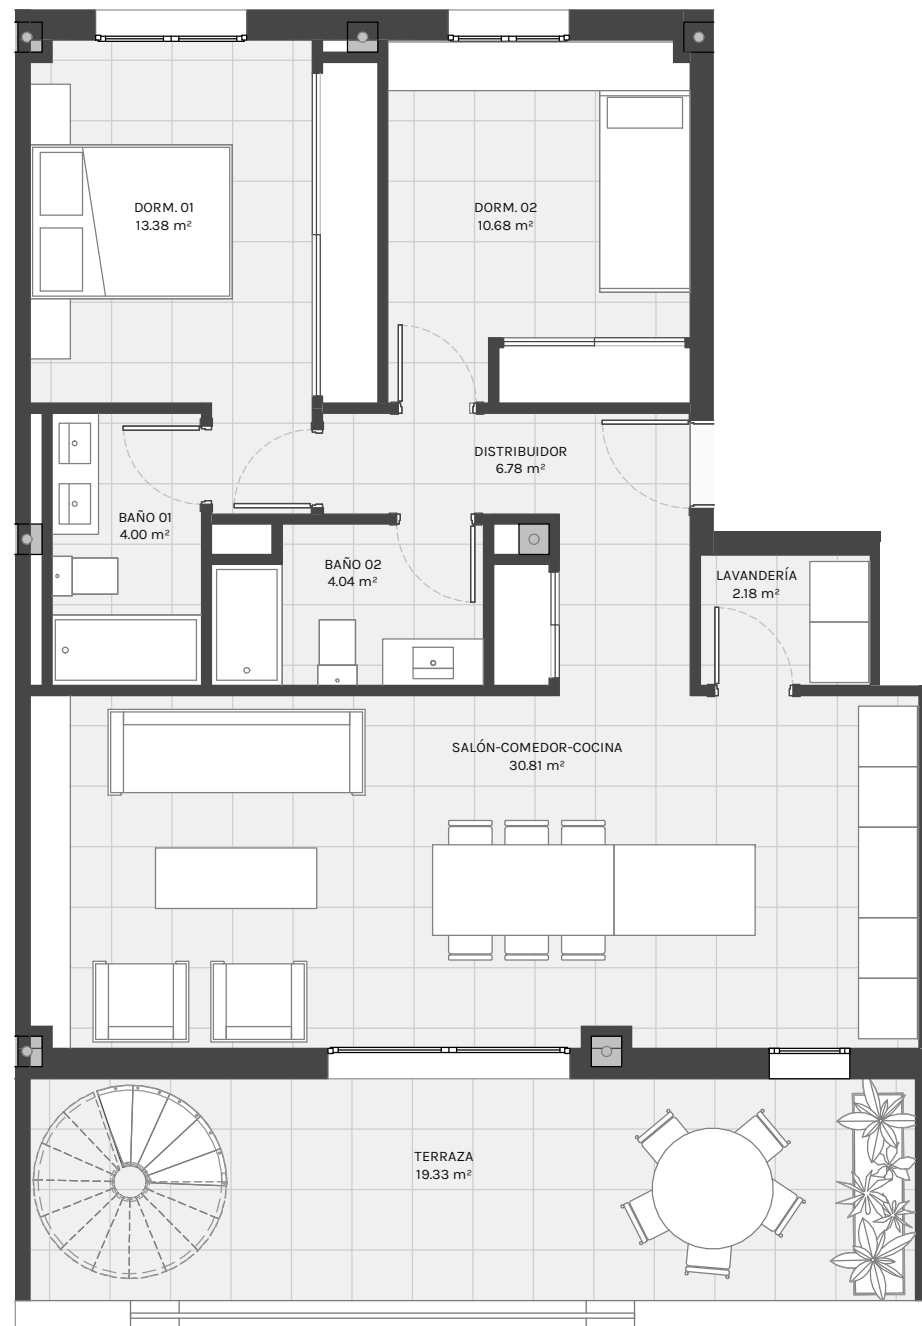 DORM. 01
13.38 m²
DORM. 02
10.68 m²
DISTRIBUIDOR
6.78 m²
BAÑO 01
4.00 m²
BAÑO 02
4.04 m²
LAVANDERÍA
2.18 m²
SALÓN-COMEDOR-COCINA
30.81 m²
TERRAZA
19.33 m²